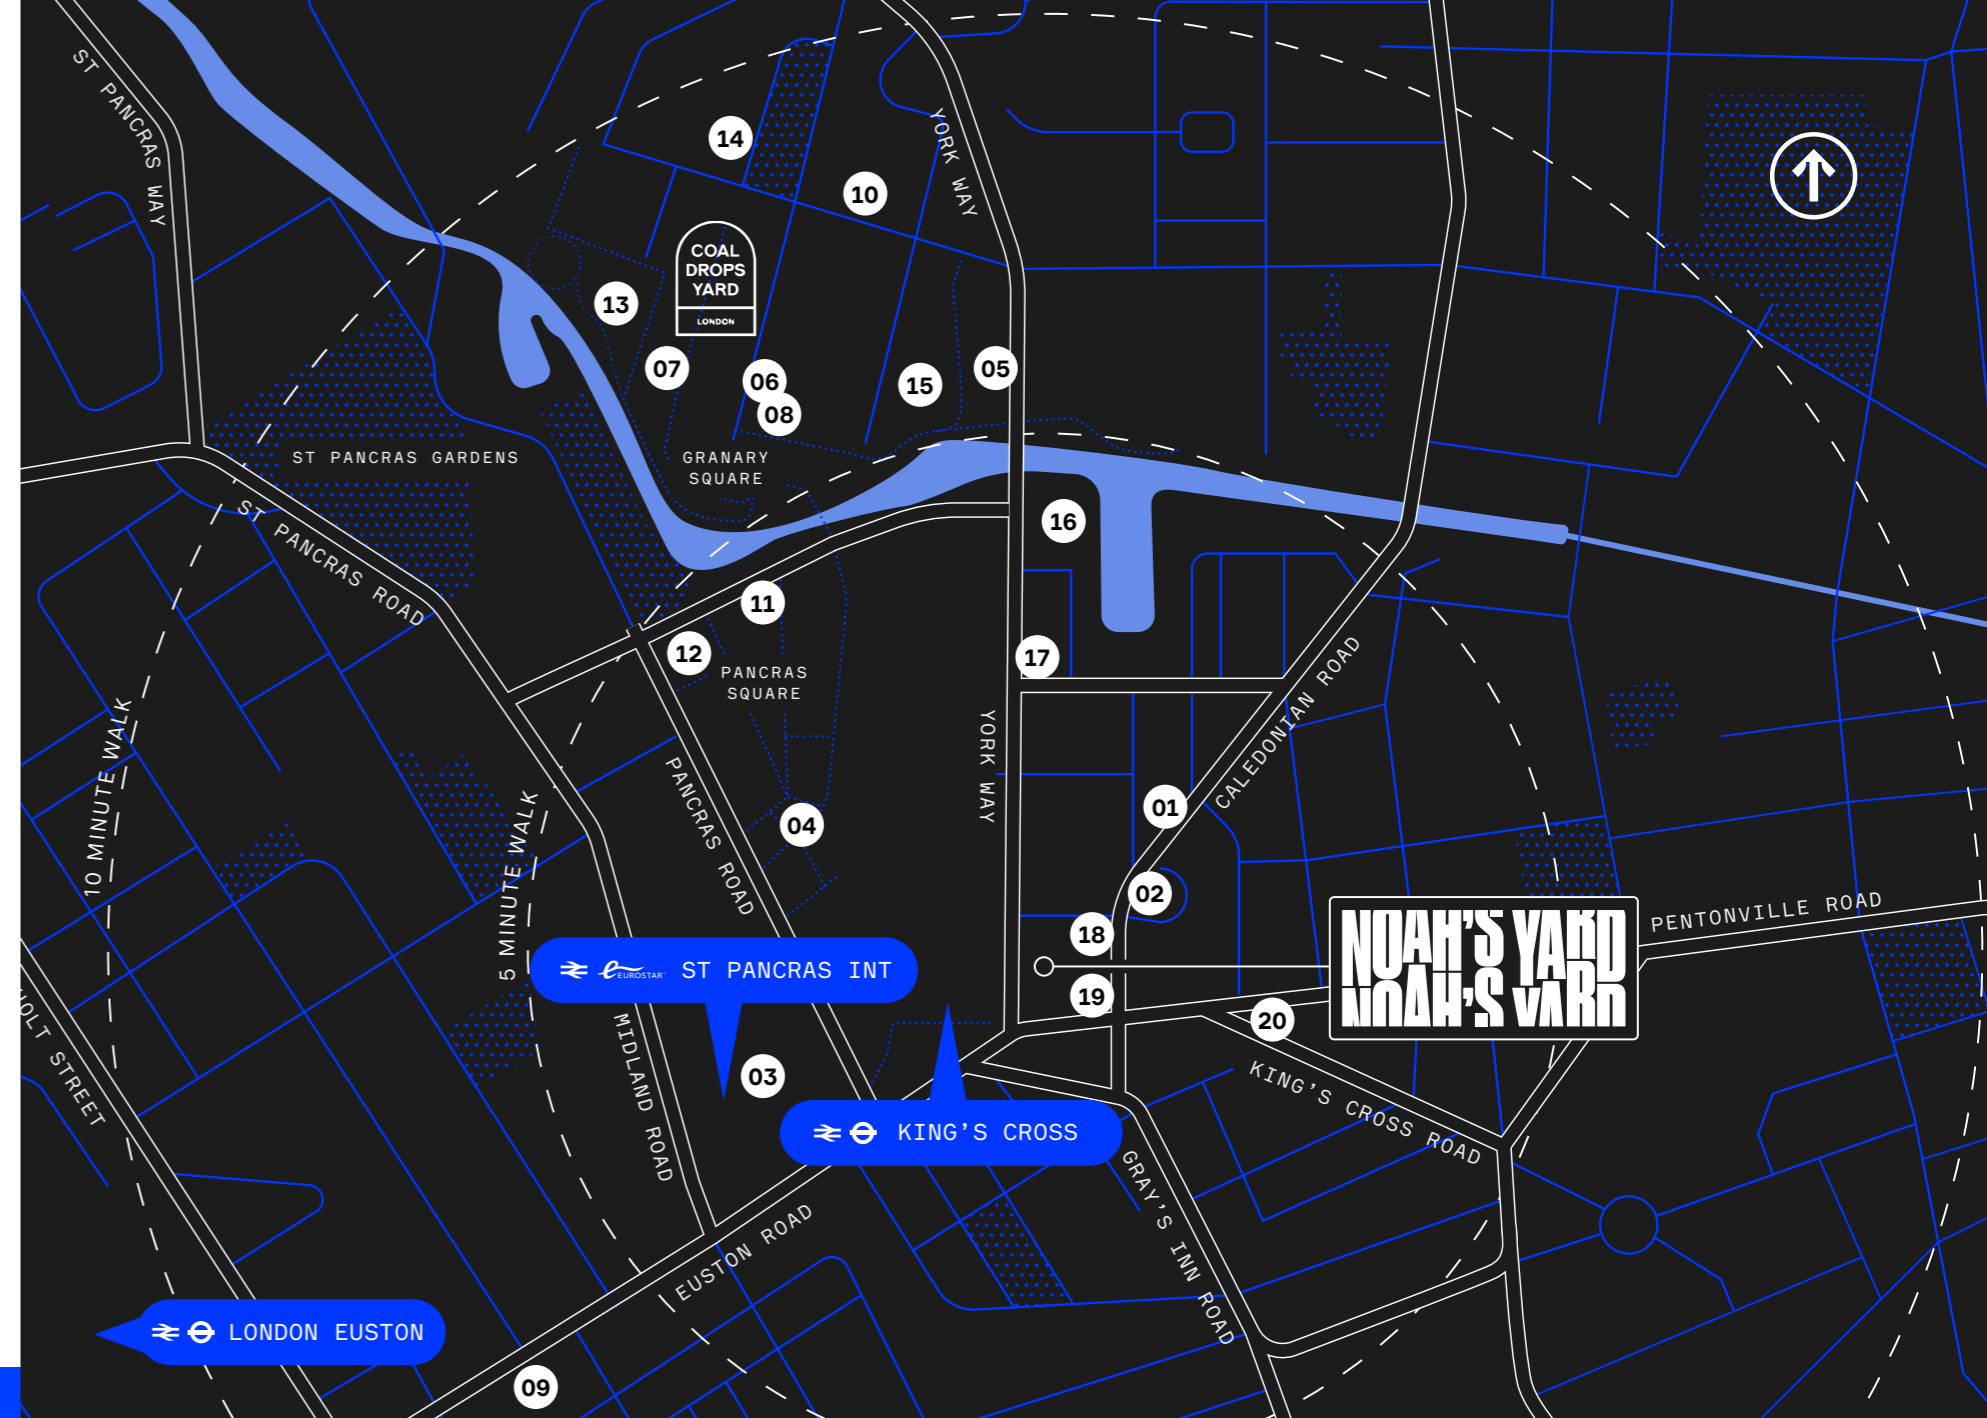 ST PANCRAS WAY
YORK WAY
14
10
COAL
DROPS
YARD
LONDON
13
07
06
08
15
05
ST PANCRAS GARDENS
GRANARY
SQUARE
ST PANCRAS ROAD
16
11
12
PANCRAS
SQUARE
17
CALEDONIAN ROAD
10 MINUTE WALK
5 MINUTE WALK
PANCRAS ROAD
YORK WAY
04
01
02
18
19
20
NOAH'S YARD
NOAH'S YARD
PENTONVILLE ROAD
eurostar
ST PANCRAS INT
MIDLAND ROAD
03
KING'S CROSS
KING'S CROSS ROAD
GRAY'S INN ROAD
EUSTON ROAD
OLT STREET
LONDON EUSTON
09